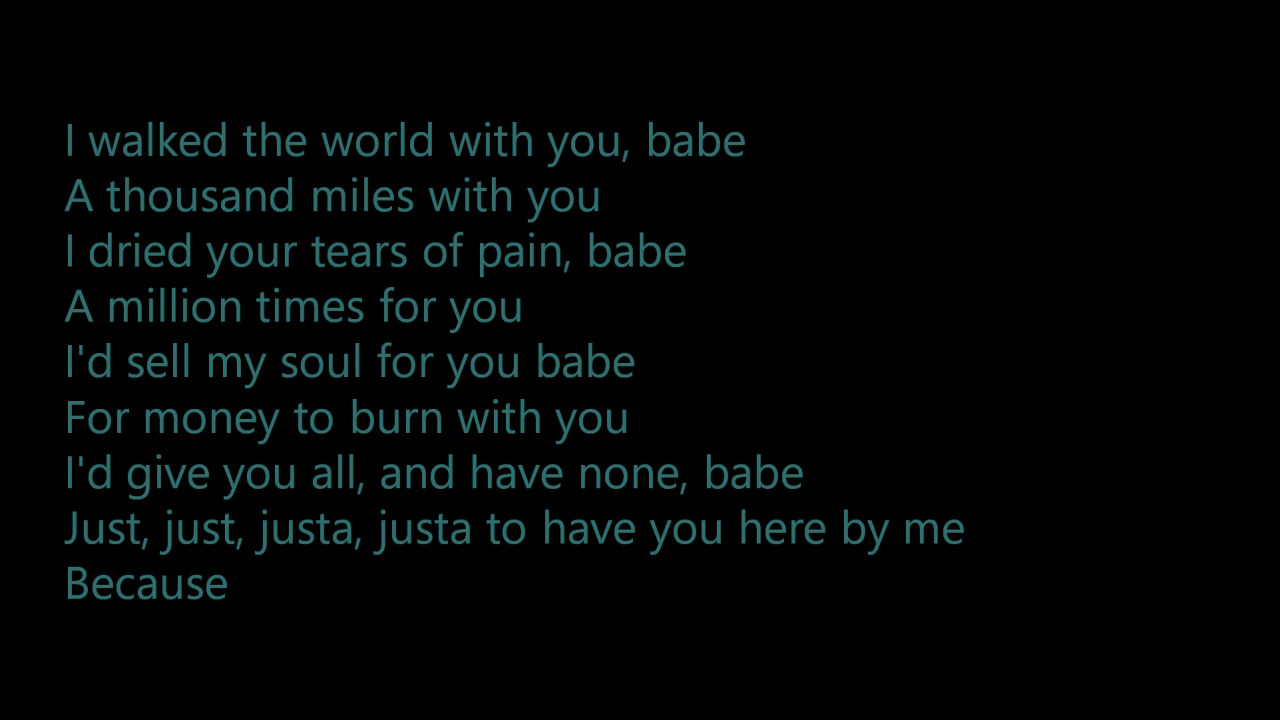 I walked the world with you, babe
A thousand miles with you
I dried your tears of pain, babe
A million times for you
I'd sell my soul for you babe
For money to burn with you
I'd give you all, and have none, babe
Just, just, justa, justa to have you here by me
Because